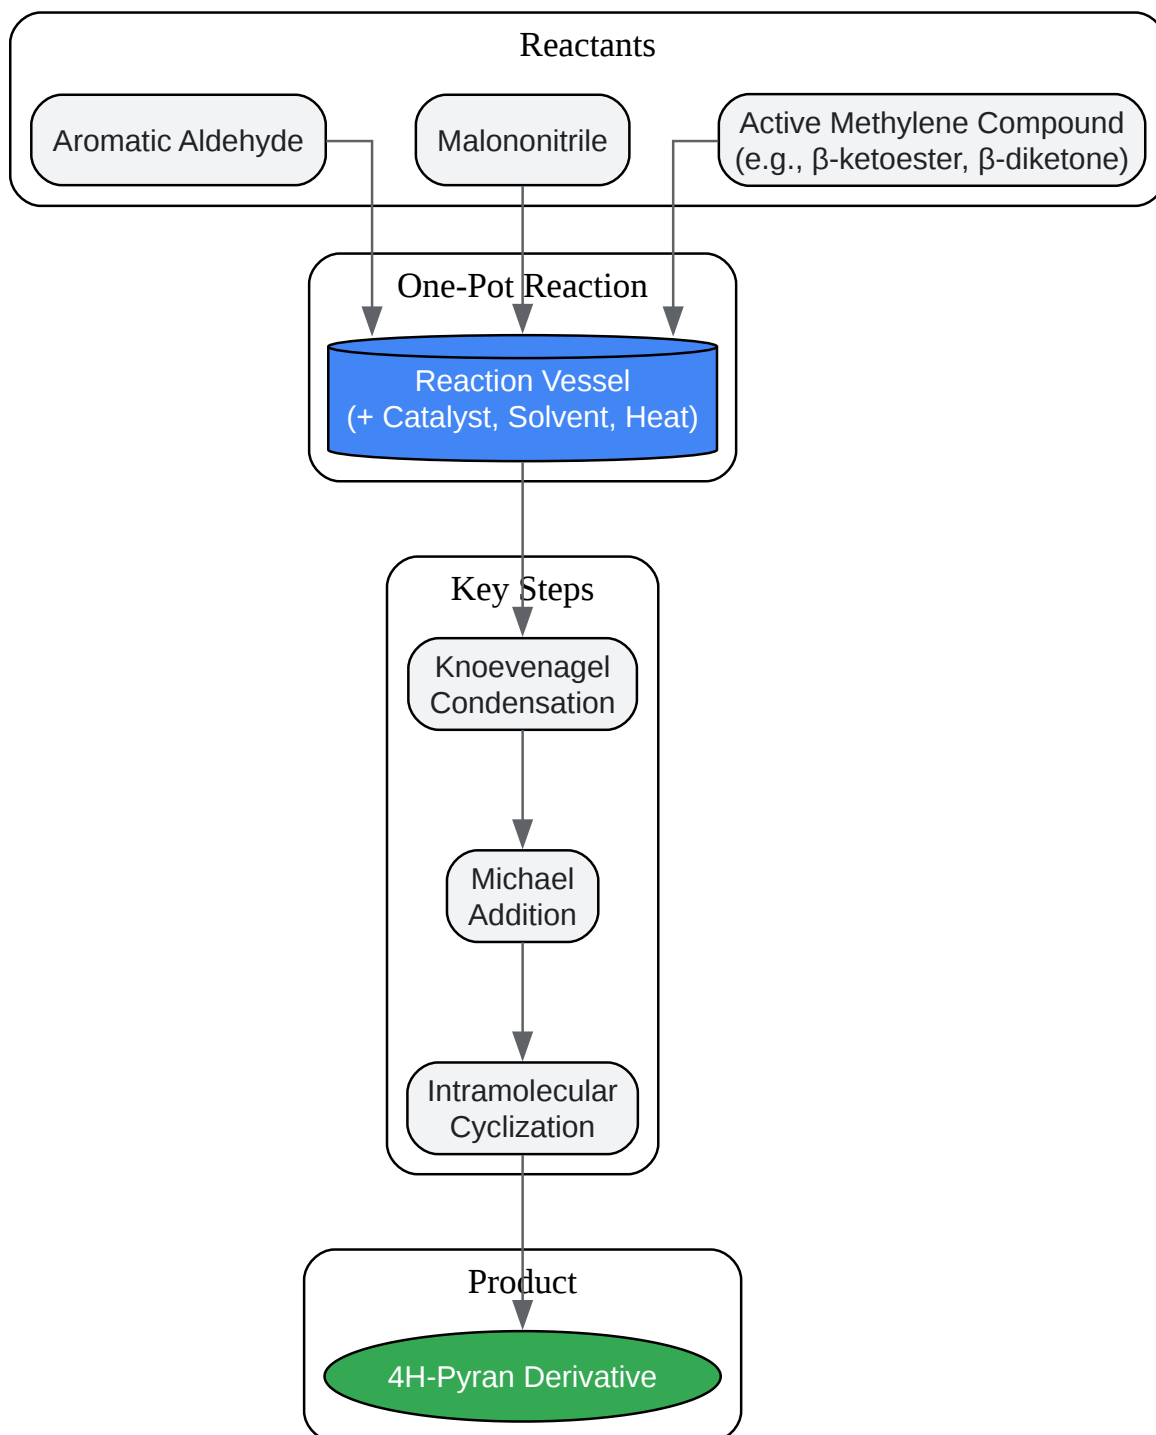 Reactants
Aromatic Aldehyde
Malononitrile
Active Methylene Compound
(e.g., β-ketoester, β-diketone)
One-Pot Reaction
Reaction Vessel
(+ Catalyst, Solvent, Heat)
Key Steps
Knoevenagel
Condensation
Michael
Addition
Intramolecular
Cyclization
Product
4H-Pyran Derivative